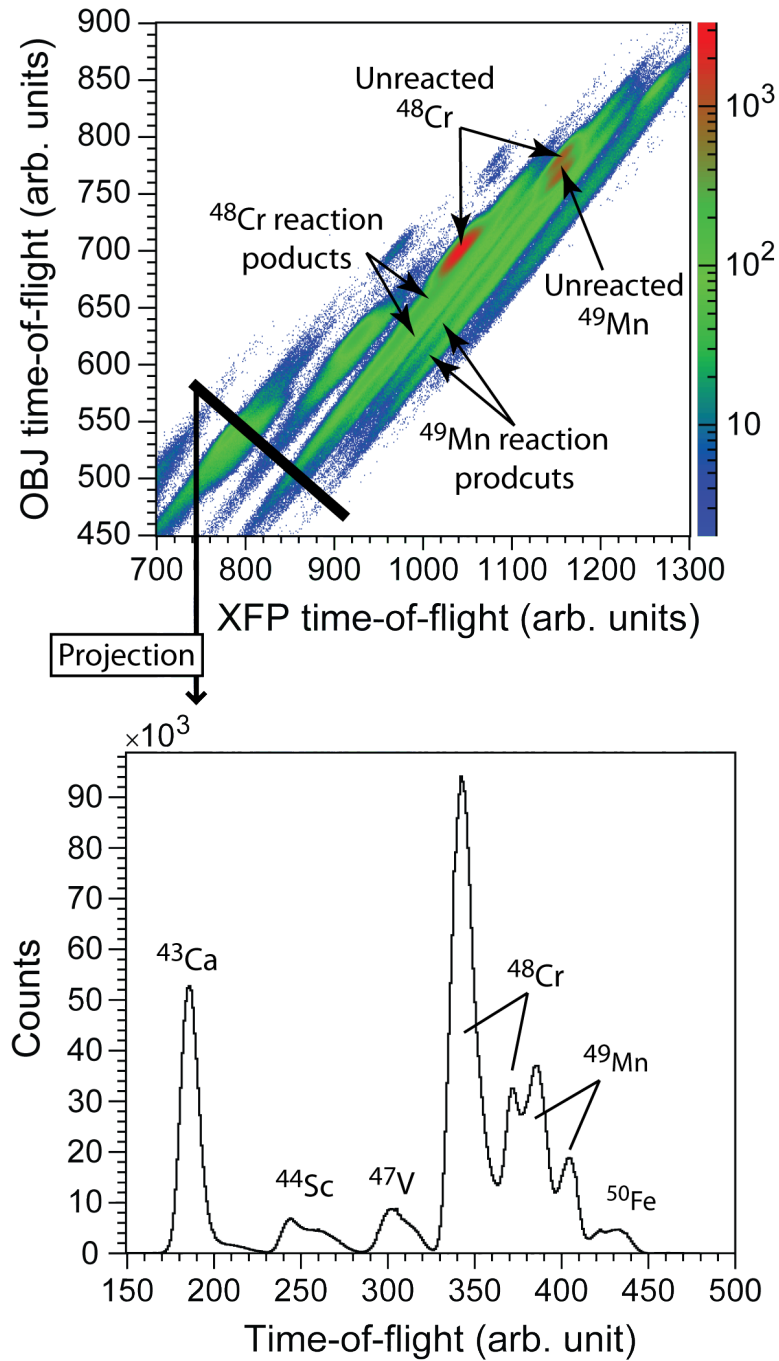 900
850
800
750
700
650
600
550
500
450
OBJ time-of-flight (arb. units)
Unreacted
⁴⁸Cr
⁴⁸Cr reaction
poducts
Unreacted
⁴⁹Mn
⁴⁹Mn reaction
prodcuts
10³
10²
10
700 800 900 1000 1100 1200 1300
XFP time-of-flight (arb. units)
Projection
×10³
90
80
70
60
50
40
30
20
10
0
Counts
⁴³Ca
⁴⁴Sc
⁴⁷V
⁴⁸Cr
⁴⁹Mn
⁵⁰Fe
150 200 250 300 350 400 450 500
Time-of-flight (arb. unit)